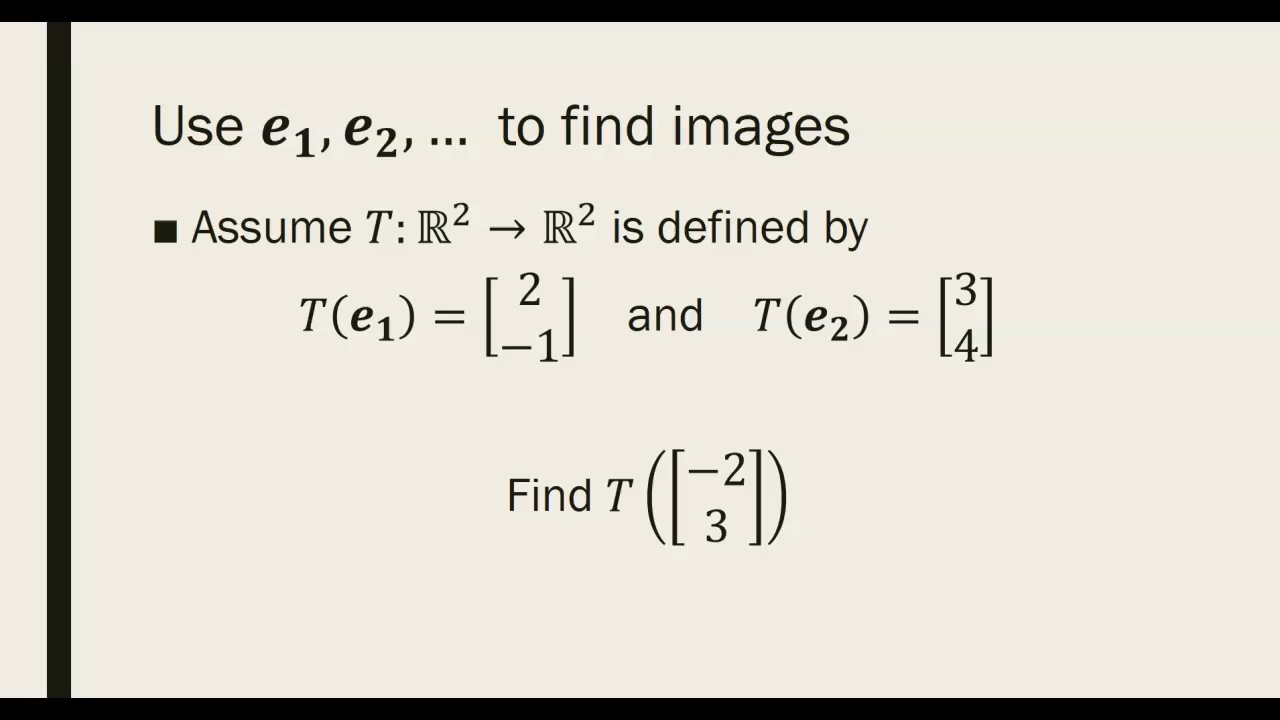 Use e₁, e₂, … to find images
■ Assume T: ℝ² → ℝ² is defined by
T(e₁) = [2 −1] and T(e₂) = [3 4]
Find T([−2 3])